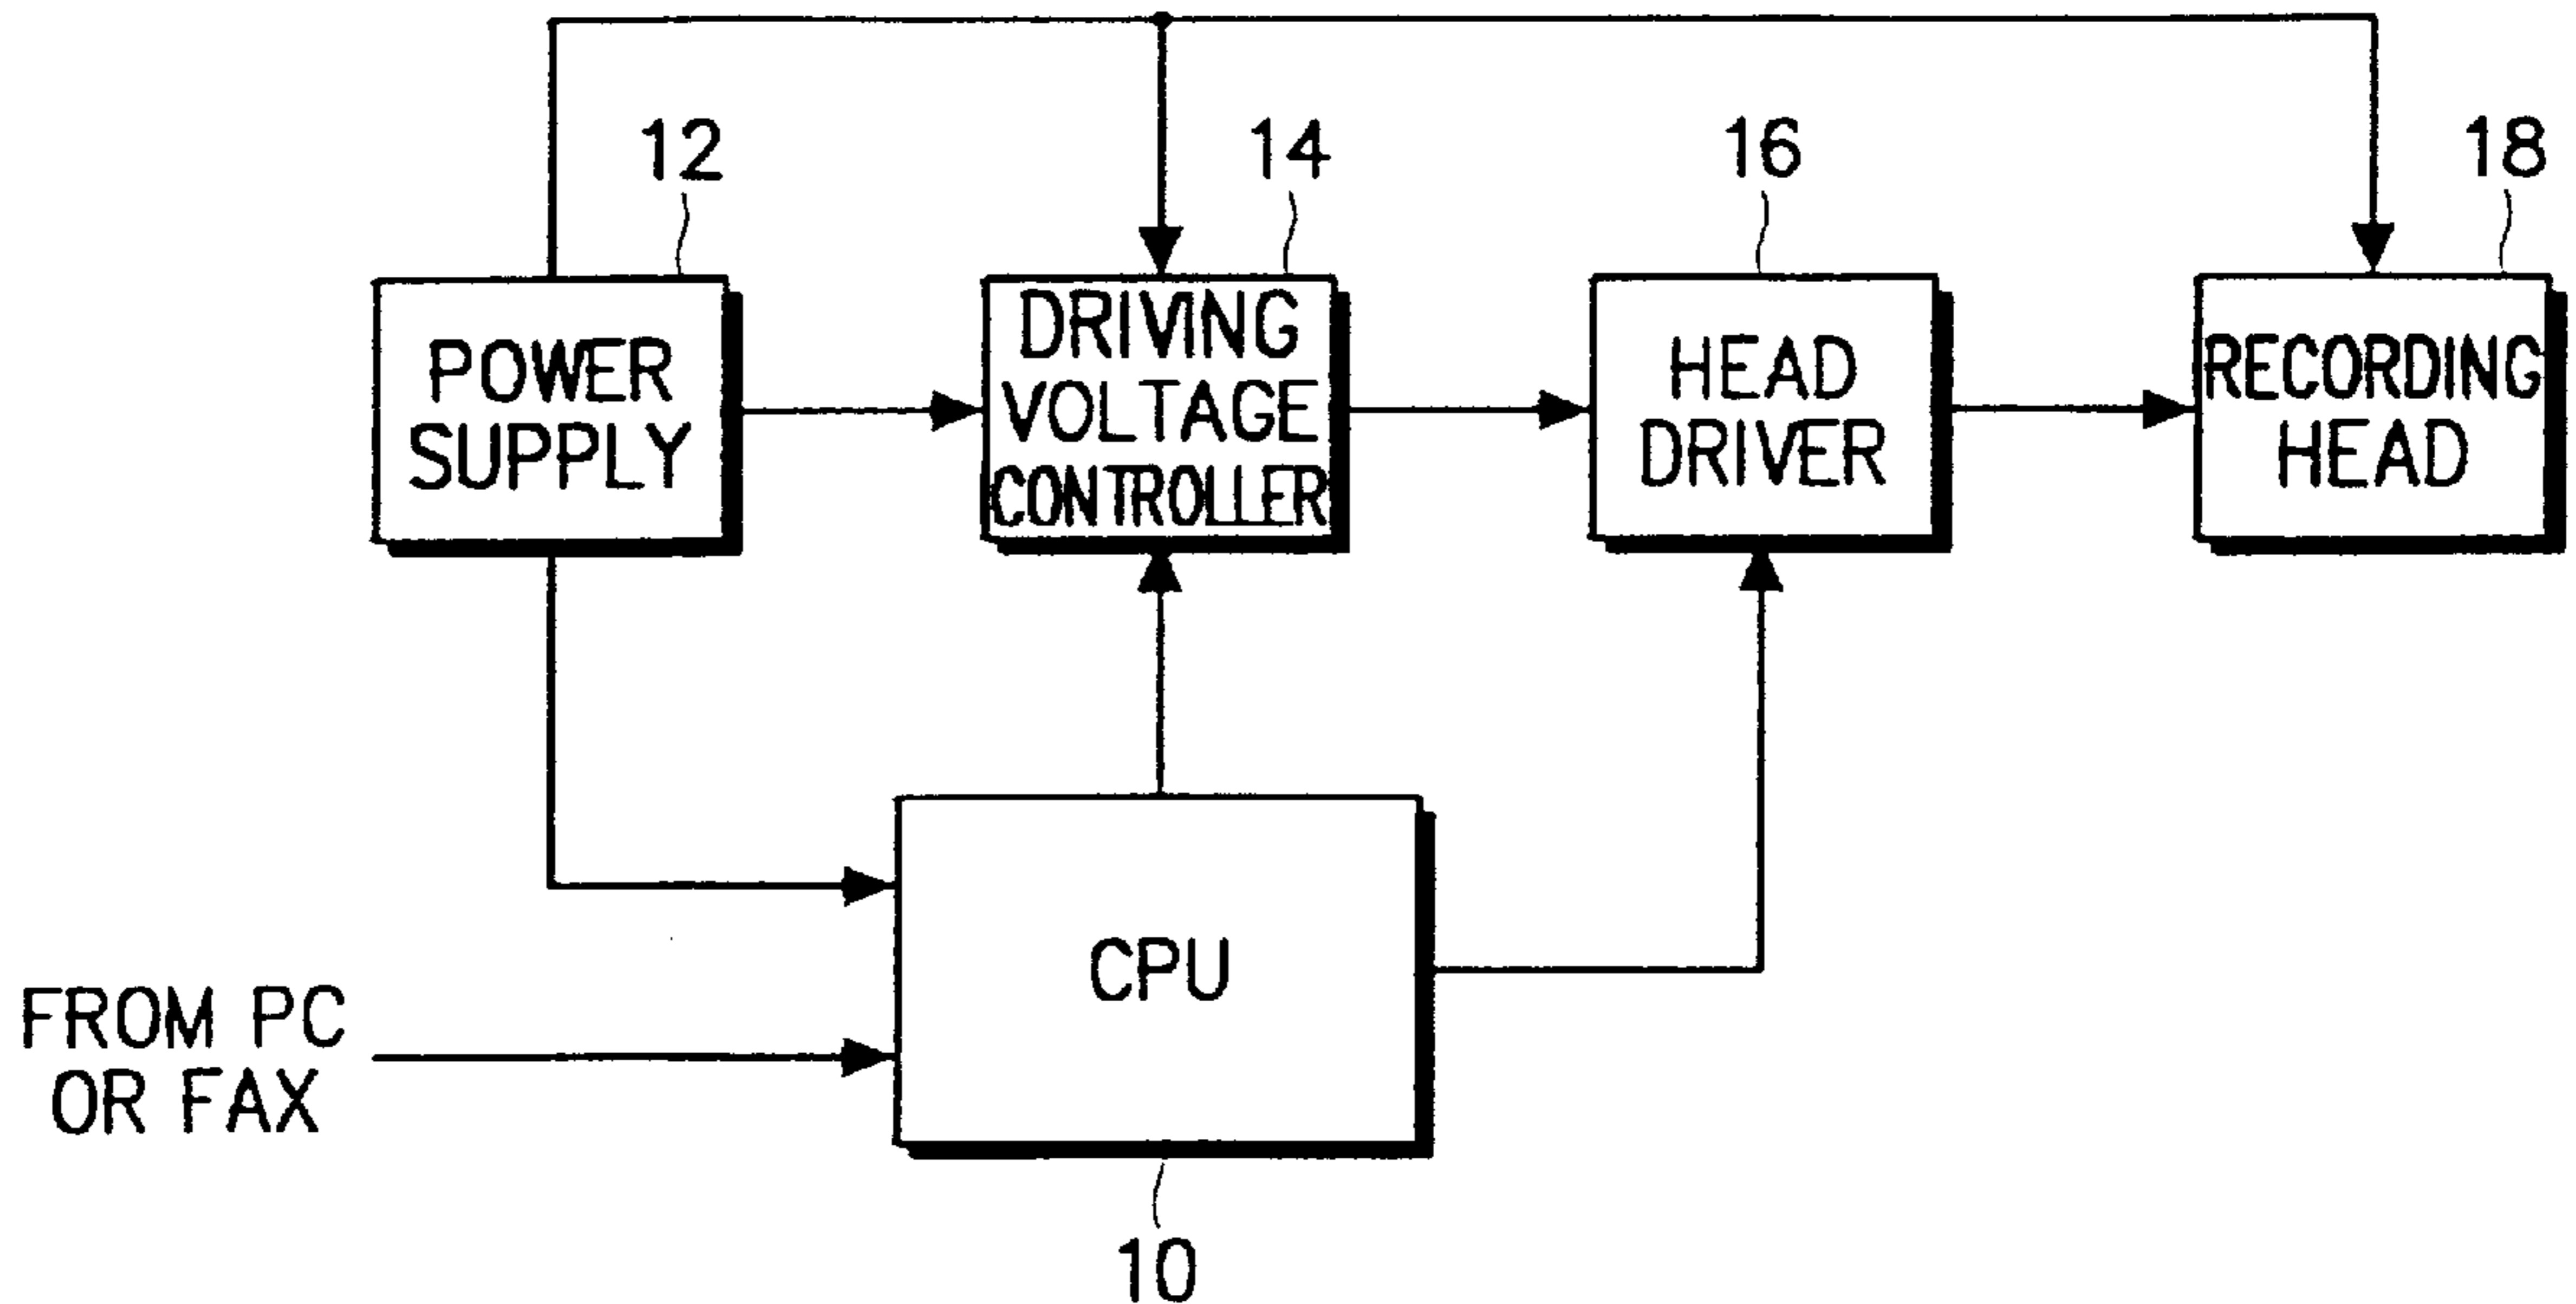 12
14
16
18
POWER
SUPPLY
DRIVING
VOLTAGE
CONTROLLER
HEAD
DRIVER
RECORDING
HEAD
CPU
FROM PC
OR FAX
10